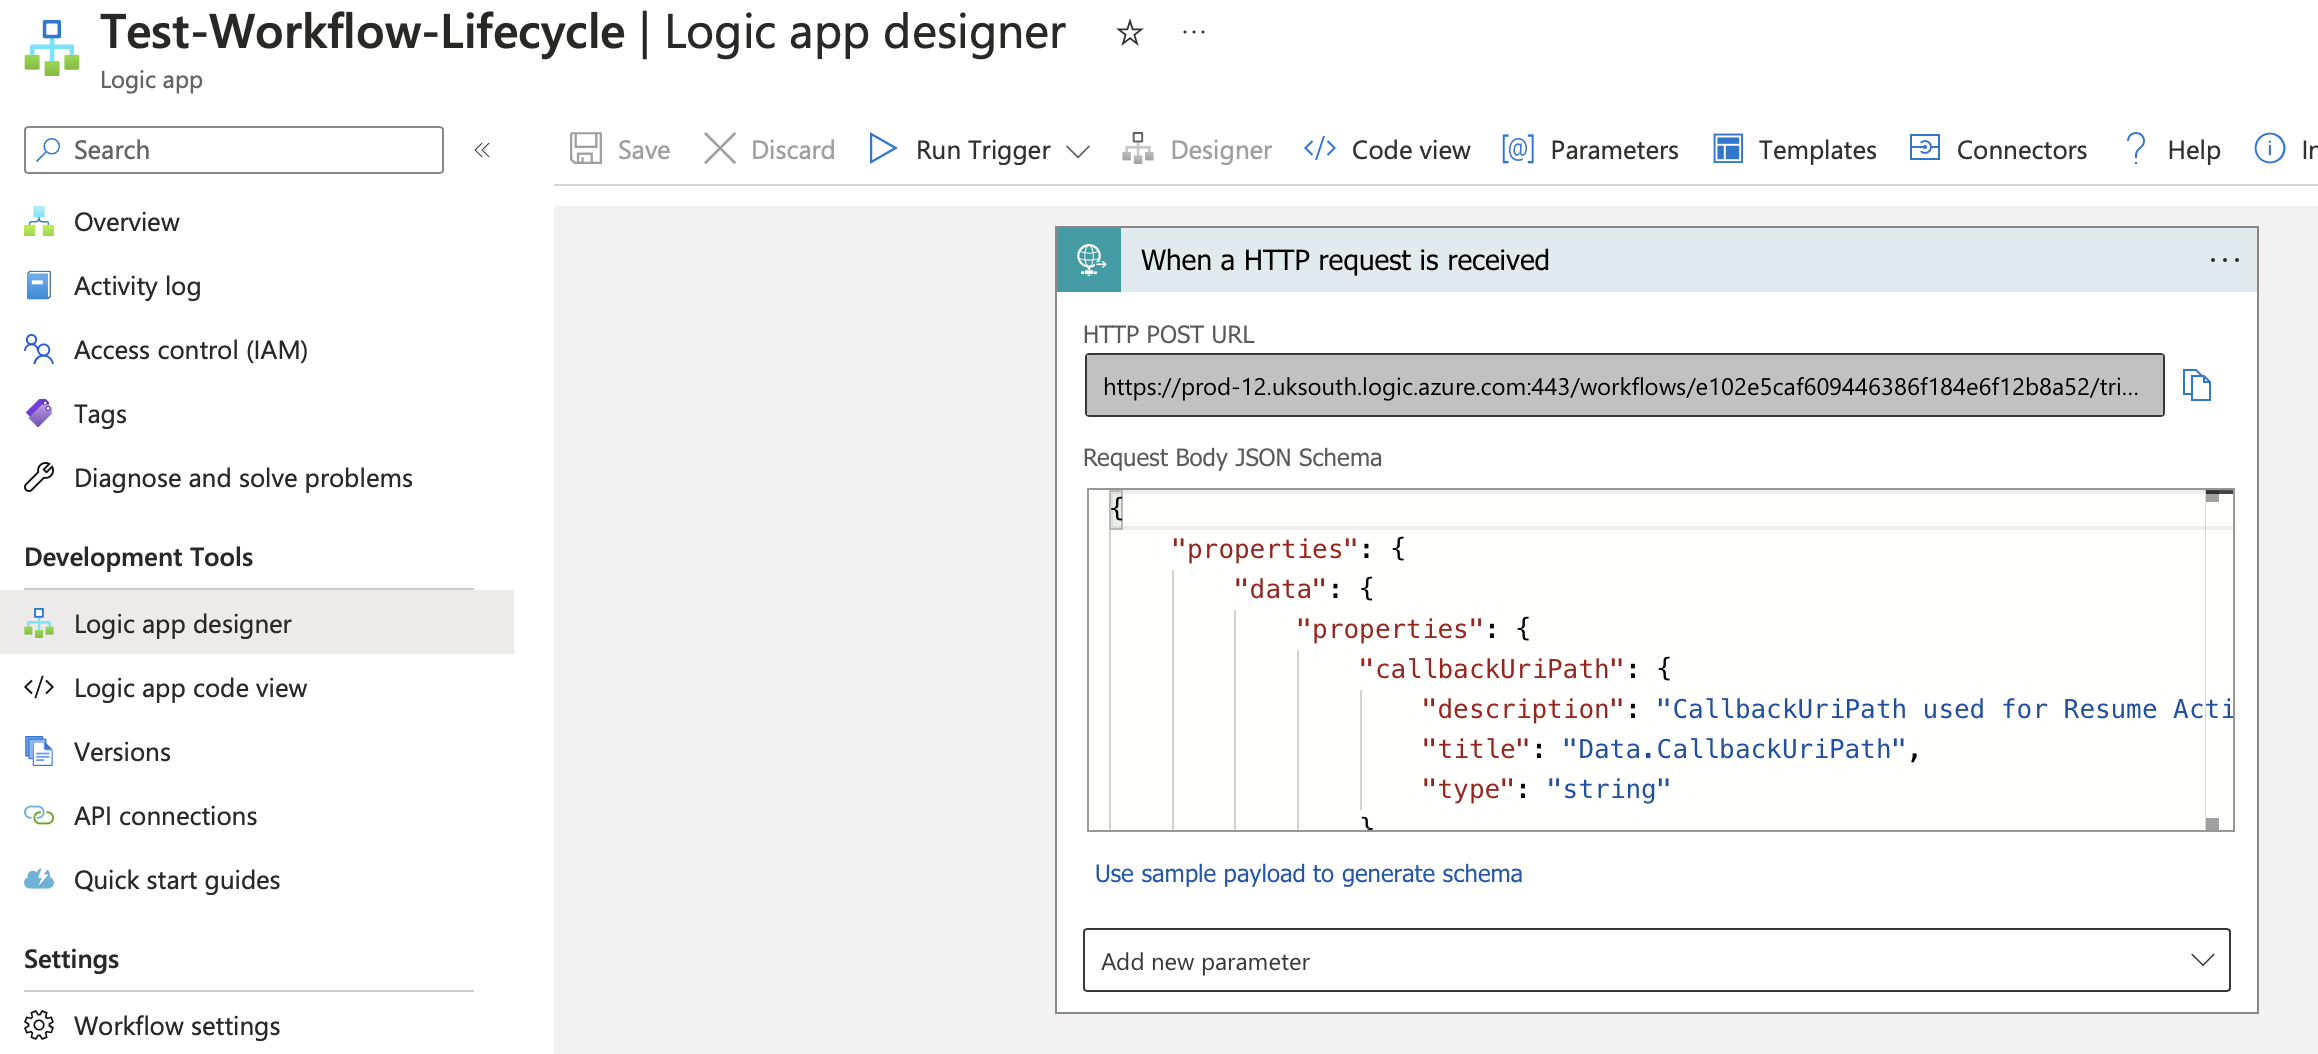 Test-Workflow-Lifecycle | Logic app designer
Logic app
Search
Save Discard Run Trigger Designer </> Code view [@] Parameters Templates Connectors ? Help
Overview
Activity log
Access control (IAM)
Tags
Diagnose and solve problems
Development Tools
Logic app designer
Logic app code view
Versions
API connections
Quick start guides
Settings
Workflow settings
When a HTTP request is received
HTTP POST URL
https://prod-12.uksouth.logic.azure.com:443/workflows/e102e5caf609446386f184e6f12b8a52/tri...
Request Body JSON Schema
{
"properties": {
"data": {
"properties": {
"callbackUriPath": {
"description": "CallbackUriPath used for Resume Acti
"title": "Data.CallbackUriPath",
"type": "string"
}
Use sample payload to generate schema
Add new parameter